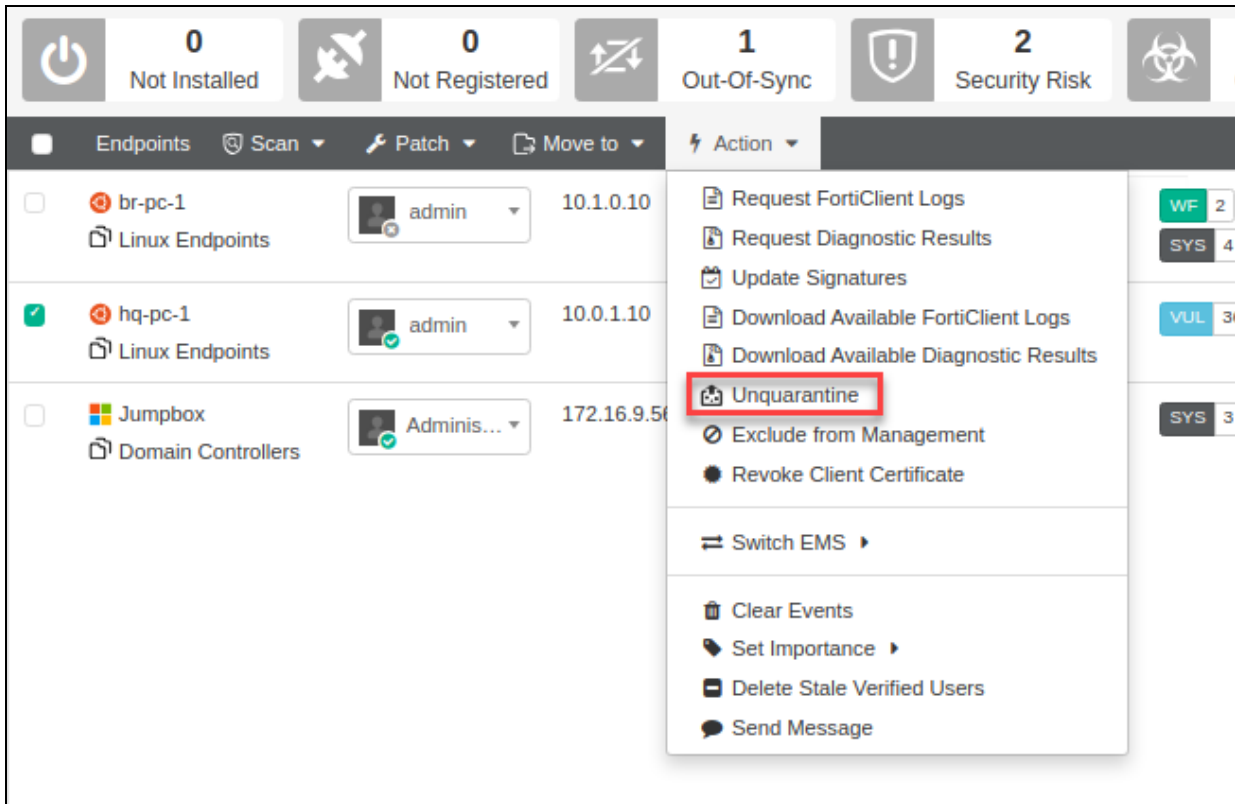 0
Not Installed
0
Not Registered
1
Out-Of-Sync
2
Security Risk
Endpoints Scan Patch Move to Action
br-pc-1
Linux Endpoints
admin
10.1.0.10
WF 2
SYS 4
hq-pc-1
Linux Endpoints
admin
10.0.1.10
VUL
Jumpbox
Domain Controllers
Adminis...
172.16.9.5
SYS 3
Request FortiClient Logs
Request Diagnostic Results
Update Signatures
Download Available FortiClient Logs
Download Available Diagnostic Results
Unquarantine
Exclude from Management
Revoke Client Certificate
Switch EMS
Clear Events
Set Importance
Delete Stale Verified Users
Send Message